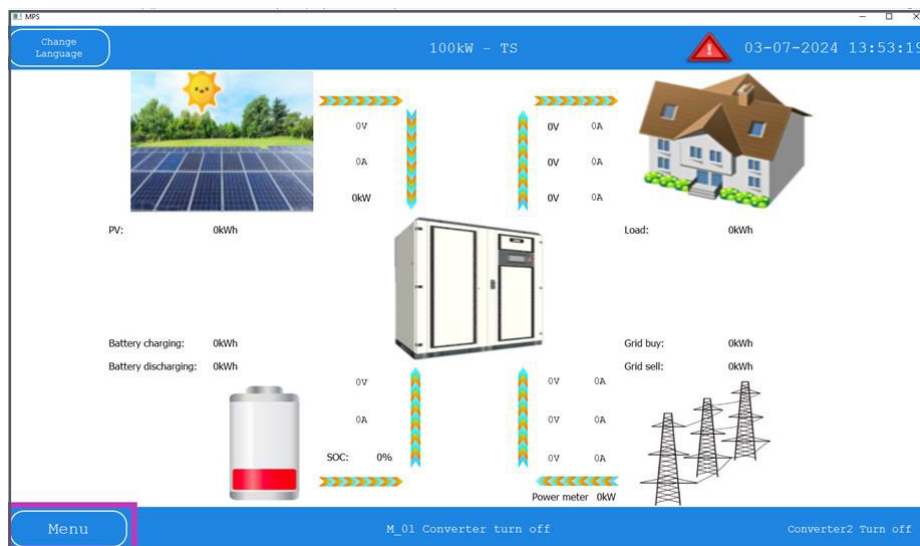 MPS
Change
Language
100kW - TS
03-07-2024 13:53:19
0V
0A
0kW
0V 0A
0V 0A
0V 0A
PV: 0kWh
Load: 0kWh
Battery charging: 0kWh
Battery discharging: 0kWh
Grid buy: 0kWh
Grid sell: 0kWh
0V
0A
SOC: 0%
0V 0A
0V 0A
0V 0A
Power meter 0kW
Menu
M_01 Converter turn off
Converter2 Turn off